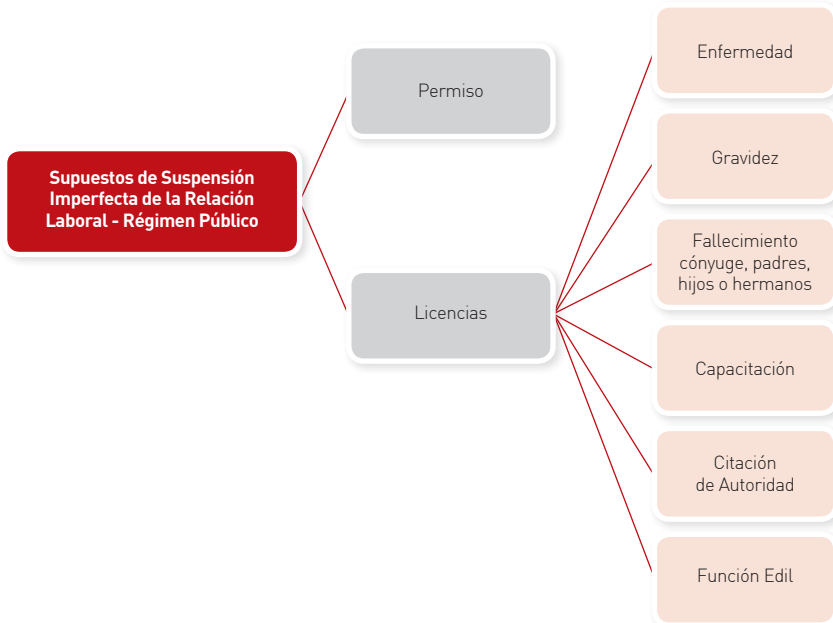 Supuestos de Suspensión
Imperfecta de la Relación
Laboral - Régimen Público
Permiso
Licencias
Enfermedad
Gravidez
Fallecimiento
cónyuge, padres,
hijos o hermanos
Capacitación
Citación
de Autoridad
Función Edil